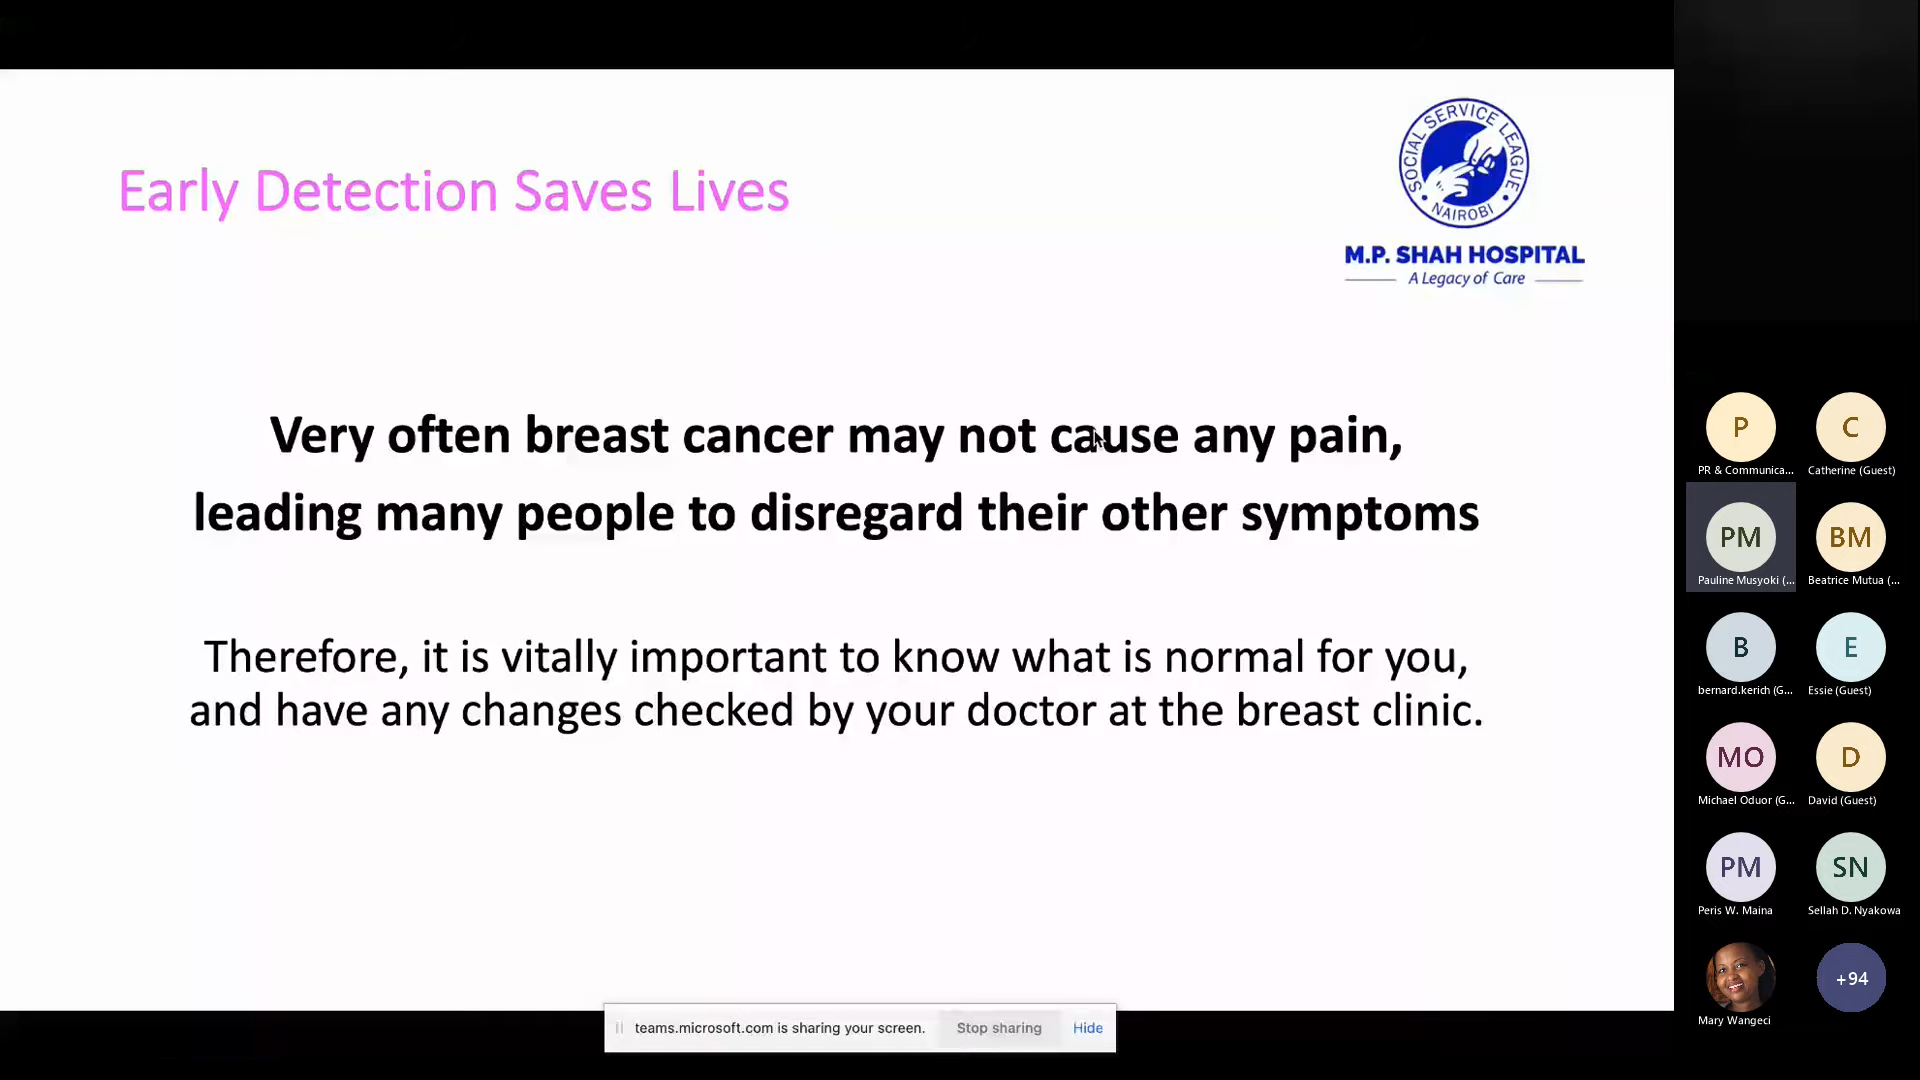 Early Detection Saves Lives
SOCIAL SERVICE LEAGUE
NAIROBI
M.P. SHAH HOSPITAL
A Legacy of Care
Very often breast cancer may not cause any pain,
leading many people to disregard their other symptoms
Therefore, it is vitally important to know what is normal for you,
and have any changes checked by your doctor at the breast clinic.
P
C
PR & Communica...
Catherine (Guest)
PM
BM
Pauline Musyoki (...
Beatrice Mutua (...
B
E
bernard.kerich (G...
Essie (Guest)
MO
D
Michael Oduor (G...
David (Guest)
PM
SN
Peris W. Maina
Sellah D. Nyakowa
+94
Mary Wangeci
teams.microsoft.com is sharing your screen.
Stop sharing
Hide